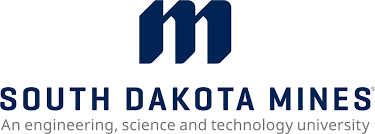 m
SOUTH DAKOTA MINES®
An engineering, science and technology university